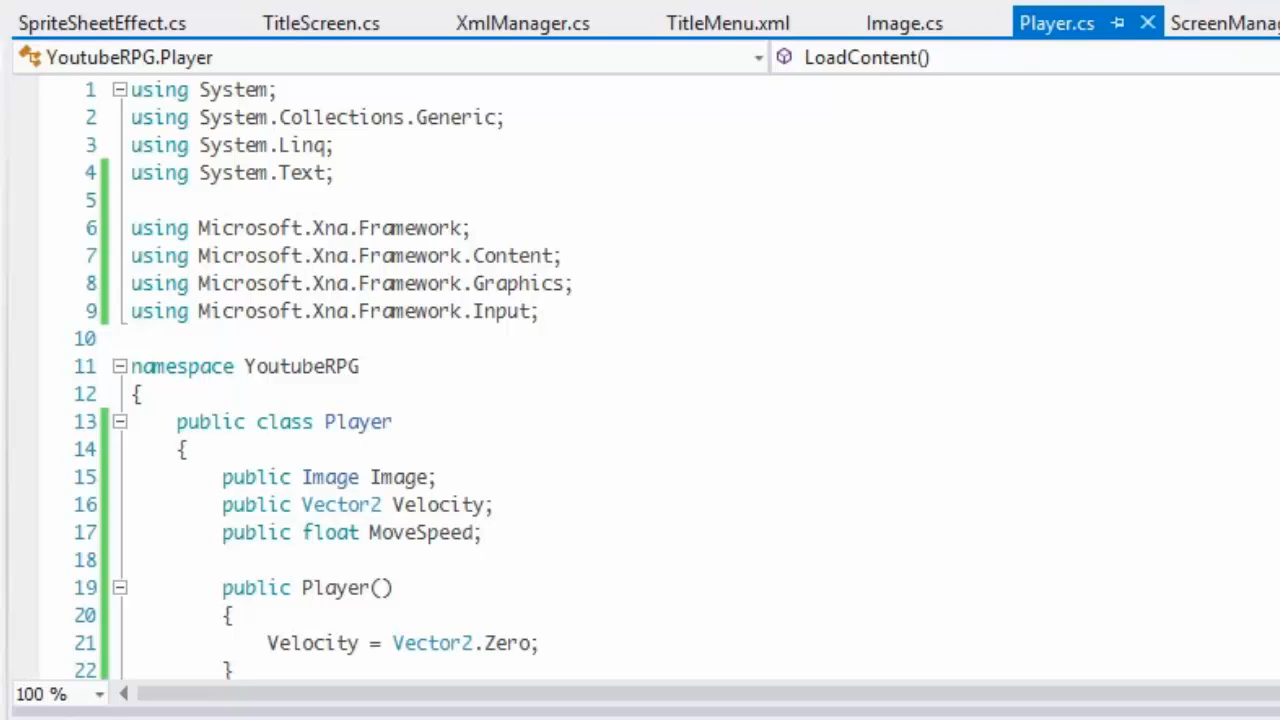 SpriteSheetEffect.cs TitleScreen.cs XmlManager.cs TitleMenu.xml Image.cs Player.cs ScreenManag
YoutubeRPG.Player LoadContent()
1 using System;
2 using System.Collections.Generic;
3 using System.Linq;
4 using System.Text;
5
6 using Microsoft.Xna.Framework;
7 using Microsoft.Xna.Framework.Content;
8 using Microsoft.Xna.Framework.Graphics;
9 using Microsoft.Xna.Framework.Input;
10
11 namespace YoutubeRPG
12 {
13 public class Player
14 {
15 public Image Image;
16 public Vector2 Velocity;
17 public float MoveSpeed;
18
19 public Player()
20 {
21 Velocity = Vector2.Zero;
22 }
100 %